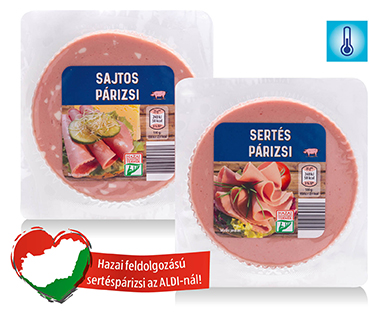 SAJTOS
PÁRIZSI
SERTÉS
PÁRIZSI
Hazai feldolgozású
sertéspárizsi az ALDI-nál!